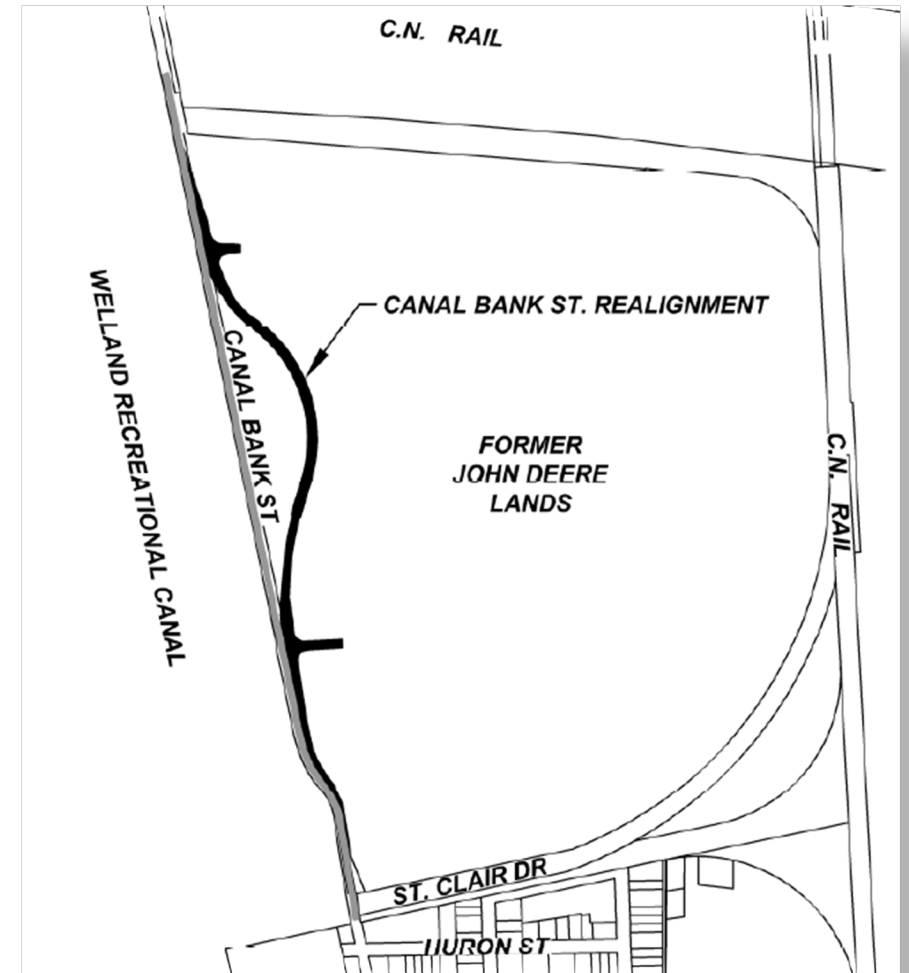 C.N. RAIL
CANAL BANK ST. REALIGNMENT
WELLAND RECREATIONAL CANAL
CANAL BANK ST
FORMER
JOHN DEERE
LANDS
C.N. RAIL
ST. CLAIR DR
HURON ST